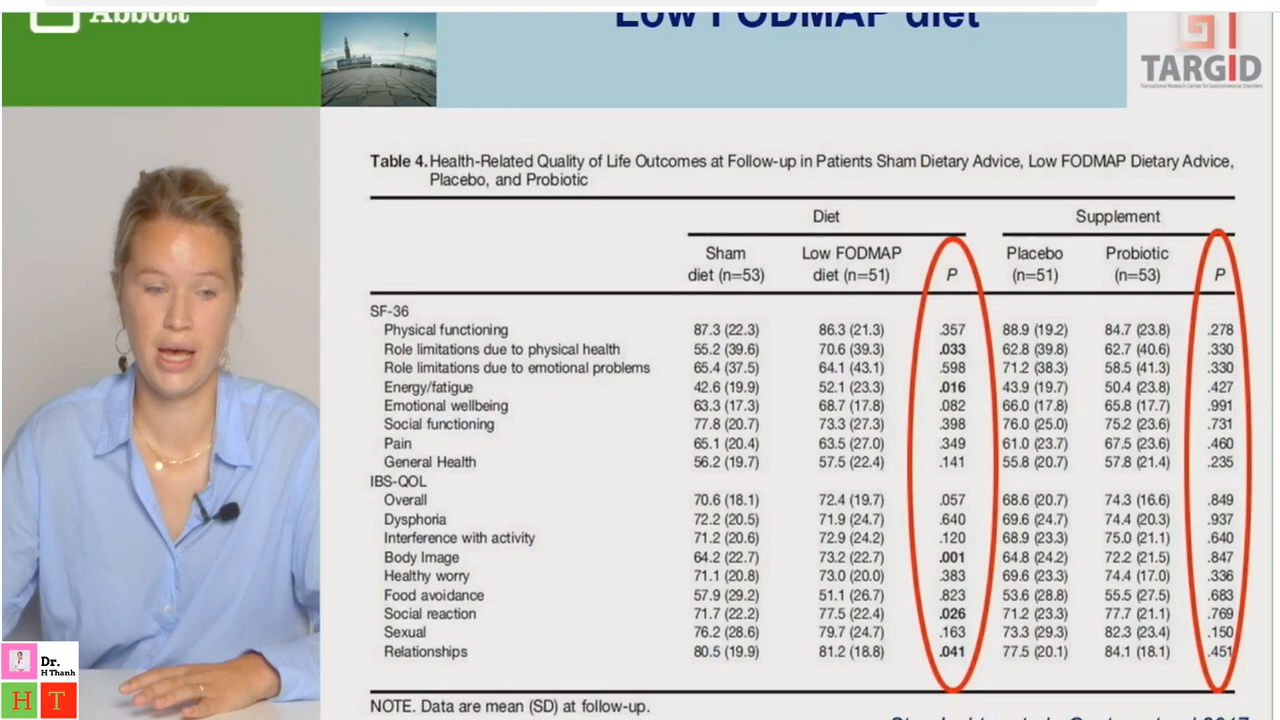 Abbott
Low FODMAP diet
TARGID
Table 4. Health-Related Quality of Life Outcomes at Follow-up in Patients Sham Dietary Advice, Low FODMAP Dietary Advice,
Placebo, and Probiotic
Diet Supplement
Sham Low FODMAP Placebo Probiotic
diet (n=53) diet (n=51) P (n=51) (n=53) P
SF-36
Physical functioning 87.3 (22.3) 86.3 (21.3) .357 88.9 (19.2) 84.7 (23.8) .278
Role limitations due to physical health 55.2 (39.6) 70.6 (39.3) .033 62.8 (39.8) 62.7 (40.6) .330
Role limitations due to emotional problems 65.4 (37.5) 64.1 (43.1) .598 71.2 (38.3) 58.5 (41.3) .330
Energy/fatigue 42.6 (19.9) 52.1 (23.3) .016 43.9 (19.7) 50.4 (23.8) .427
Emotional wellbeing 63.3 (17.3) 68.7 (17.8) .082 66.0 (17.8) 65.8 (17.7) .991
Social functioning 77.8 (20.7) 73.3 (27.3) .398 76.0 (25.0) 75.2 (23.6) .731
Pain 65.1 (20.4) 63.5 (27.0) .349 61.0 (23.7) 67.5 (23.6) .460
General Health 56.2 (19.7) 57.5 (22.4) .141 55.8 (20.7) 57.8 (21.4) .235
IBS-QOL
Overall 70.6 (18.1) 72.4 (19.7) .057 68.6 (20.7) 74.3 (16.6) .849
Dysphoria 72.2 (20.5) 71.9 (24.7) .640 69.6 (24.7) 74.4 (20.3) .937
Interference with activity 71.2 (20.6) 72.9 (24.2) .120 68.9 (23.3) 75.0 (21.1) .640
Body Image 64.2 (22.7) 73.2 (22.7) .001 64.8 (24.2) 72.2 (21.5) .847
Healthy worry 71.1 (20.8) 73.0 (20.0) .383 69.6 (23.3) 74.4 (17.0) .336
Food avoidance 57.9 (29.2) 51.1 (26.7) .823 53.6 (28.8) 55.5 (27.5) .683
Social reaction 71.7 (22.2) 77.5 (22.4) .026 71.2 (23.3) 77.7 (21.1) .769
Sexual 76.2 (28.6) 79.7 (24.7) .163 73.3 (29.3) 82.3 (23.4) .150
Relationships 80.5 (19.9) 81.2 (18.8) .041 77.5 (20.1) 84.1 (18.1) .451
NOTE. Data are mean (SD) at follow-up.
Dr.
H Thanh
H T